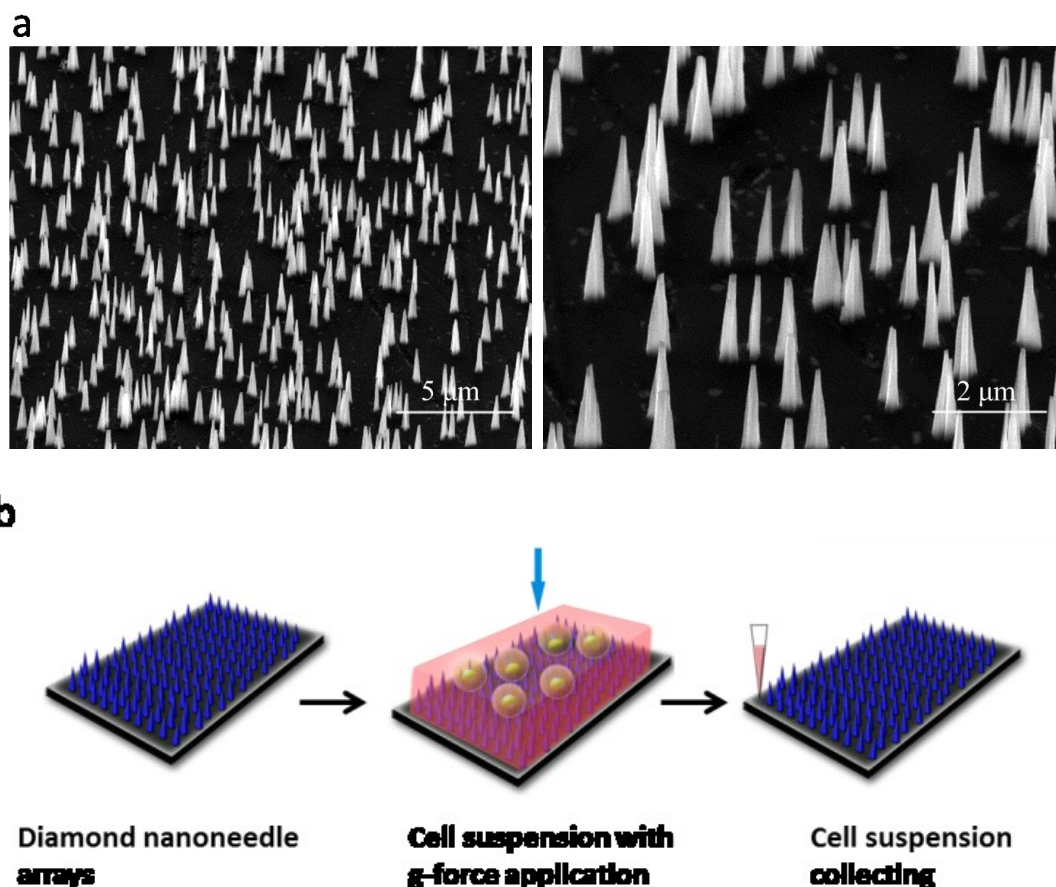 a
5 μm
2 μm
b
Diamond nanoneedle
arrays
Cell suspension with
g-force application
Cell suspension
collecting